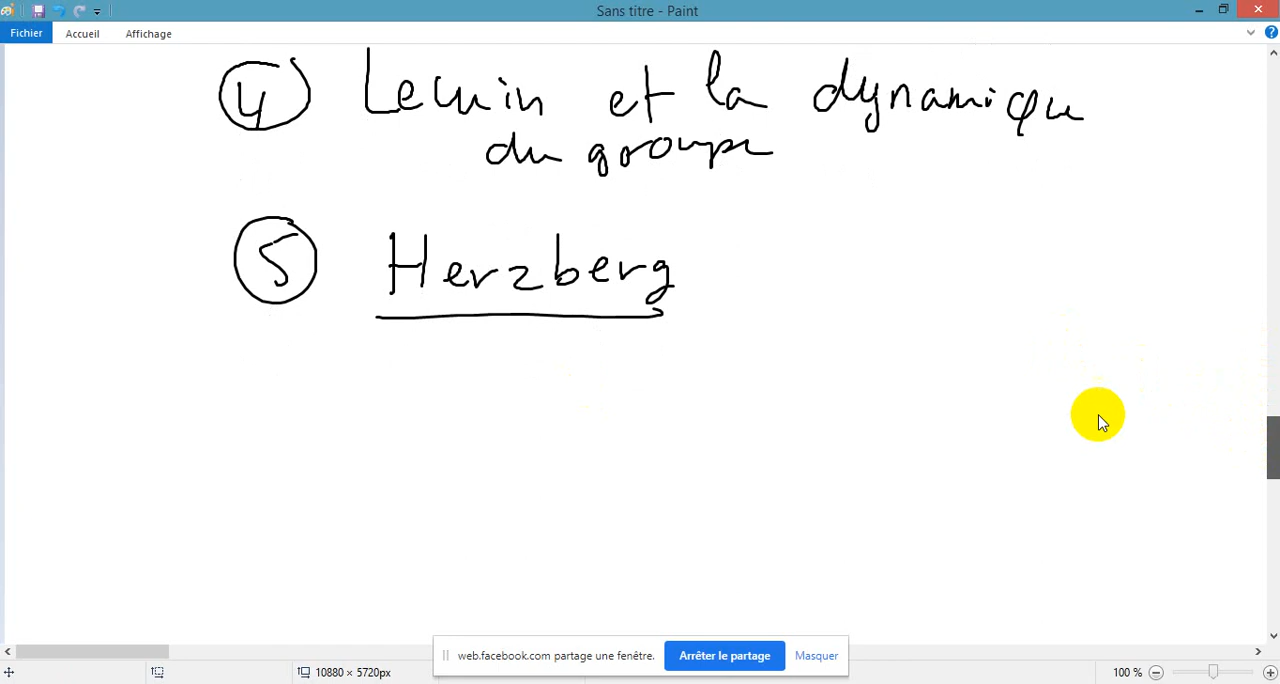 Sans titre - Paint
Fichier Accueil Affichage
4 Lewin et la dynamique
du groupe
5 Herzberg
web.facebook.com partage une fenêtre. Arrêter le partage Masquer
10880 × 5720px 100 %